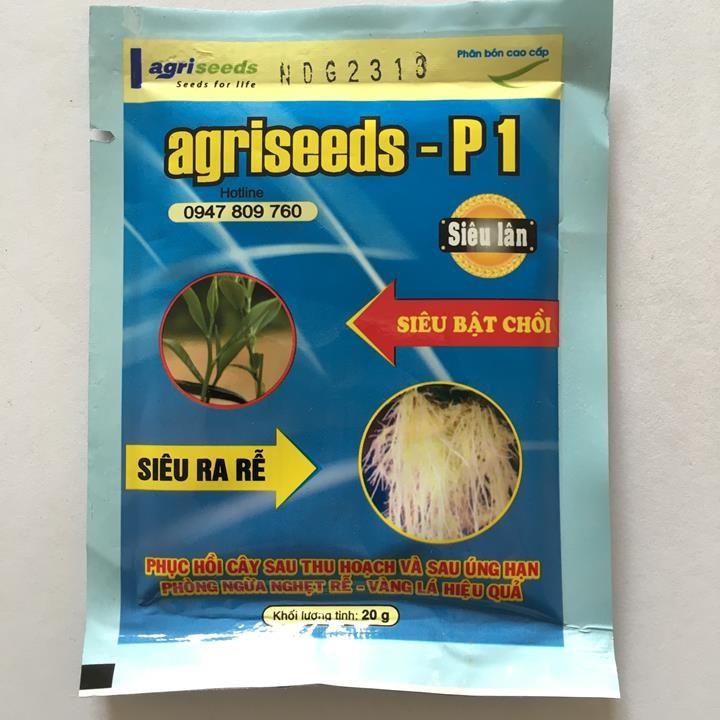 agriseeds
Seeds for life
NDG2313
Phân bón cao cấp
agriseeds - P1
Hotline
0947 809 760
Siêu lân
SIÊU BẬT CHỒI
SIÊU RA RỄ
PHỤC HỒI CÂY SAU THU HOẠCH VÀ SAU ÚNG HẠN
PHÒNG NGỪA NGHẸT RỄ - VÀNG LÁ HIỆU QUẢ
Khối lượng tịnh: 20 g